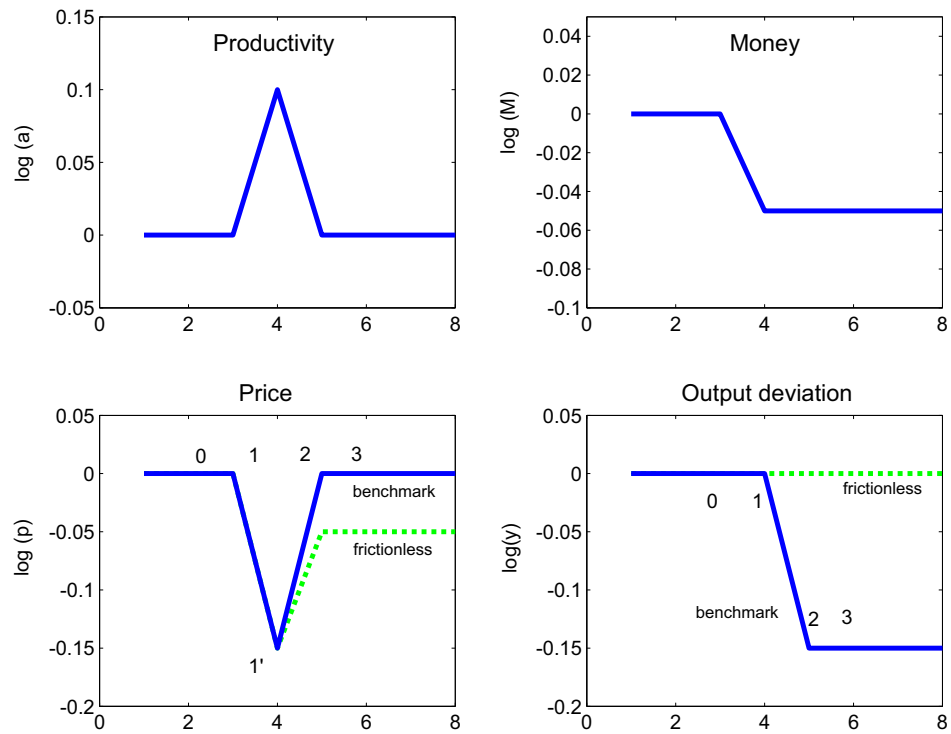 Productivity
log (a)
0.15
0.1
0.05
0
-0.05
0 2 4 6 8
Money
log (M)
0.04
0.02
0
-0.02
-0.04
-0.06
-0.08
-0.1
0 2 4 6 8
Price
log (p)
0.05
0
-0.05
-0.1
-0.15
-0.2
0 1 2 3
benchmark
frictionless
1'
0 2 4 6 8
Output deviation
log(y)
0.05
0
-0.05
-0.1
-0.15
-0.2
frictionless
0 1
benchmark
2 3
0 2 4 6 8